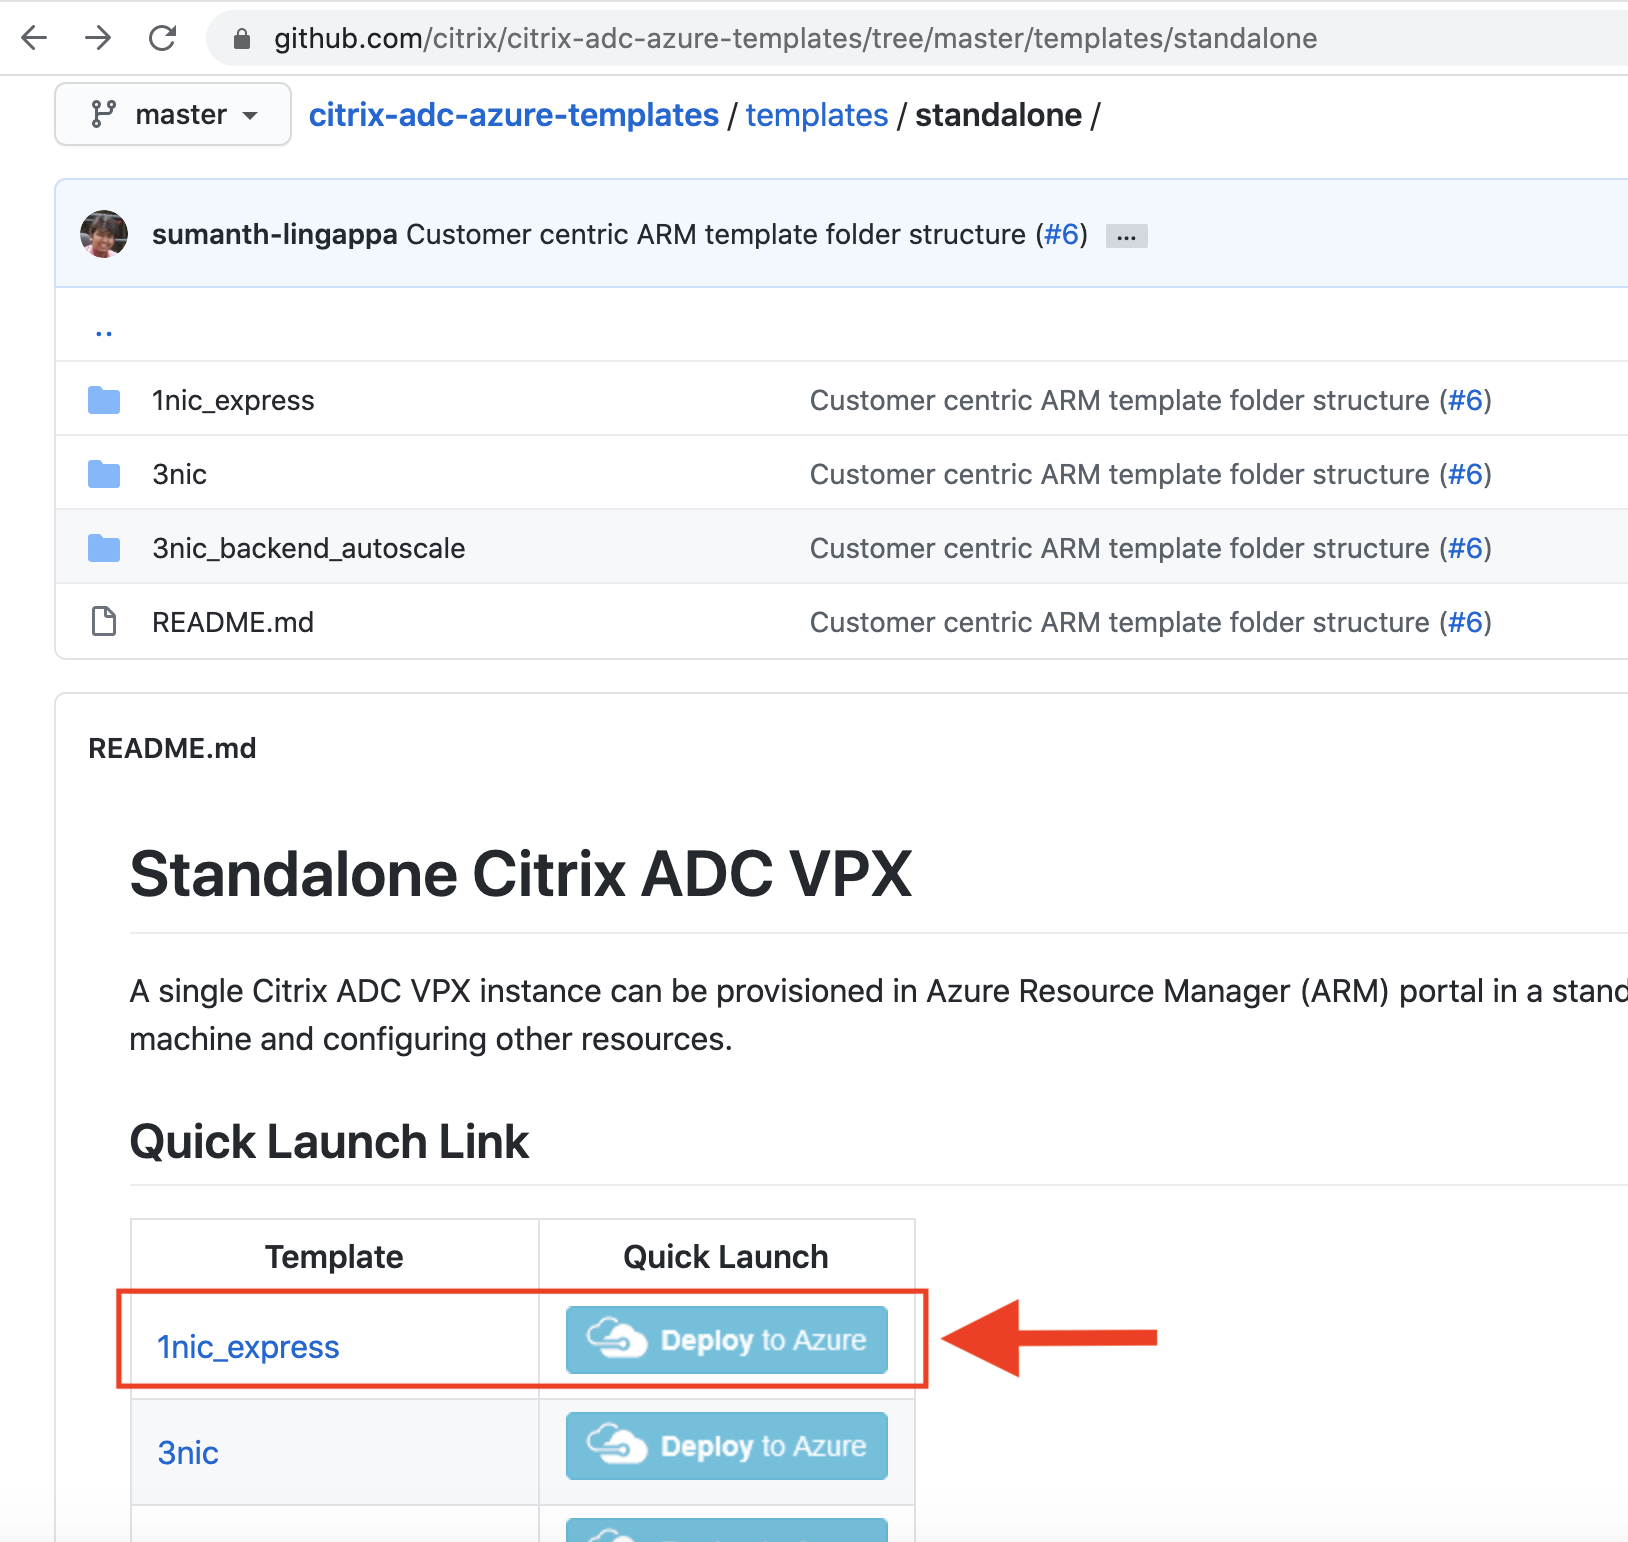 github.com/citrix/citrix-adc-azure-templates/tree/master/templates/standalone
master citrix-adc-azure-templates / templates / standalone /
sumanth-lingappa Customer centric ARM template folder structure (#6) ...
..
1nic_express Customer centric ARM template folder structure (#6)
3nic Customer centric ARM template folder structure (#6)
3nic_backend_autoscale Customer centric ARM template folder structure (#6)
README.md Customer centric ARM template folder structure (#6)
README.md
Standalone Citrix ADC VPX
A single Citrix ADC VPX instance can be provisioned in Azure Resource Manager (ARM) portal in a stand
machine and configuring other resources.
Quick Launch Link
Template Quick Launch
1nic_express Deploy to Azure
3nic Deploy to Azure